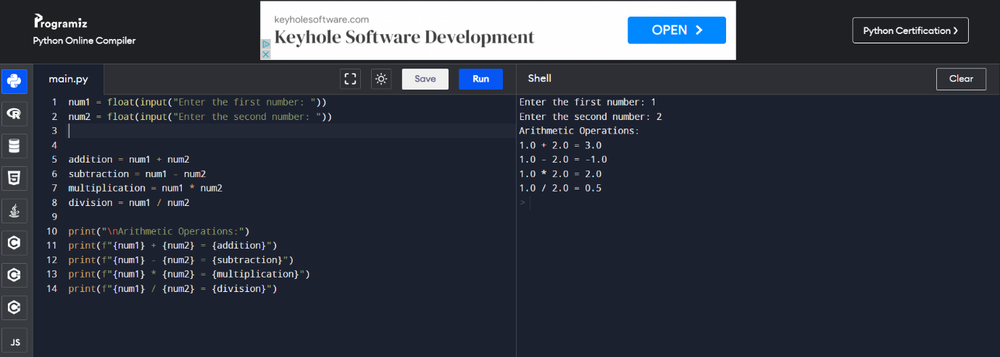 Programiz
Python Online Compiler
keyholesoftware.com
Keyhole Software Development
OPEN >
Python Certification >
main.py
Save
Run
Shell
Clear
1 num1 = float(input("Enter the first number: "))
2 num2 = float(input("Enter the second number: "))
3
4
5 addition = num1 + num2
6 subtraction = num1 - num2
7 multiplication = num1 * num2
8 division = num1 / num2
9
10 print("\nArithmetic Operations:")
11 print(f"{num1} + {num2} = {addition}")
12 print(f"{num1} - {num2} = {subtraction}")
13 print(f"{num1} * {num2} = {multiplication}")
14 print(f"{num1} / {num2} = {division}")
Enter the first number: 1
Enter the second number: 2
Arithmetic Operations:
1.0 + 2.0 = 3.0
1.0 - 2.0 = -1.0
1.0 * 2.0 = 2.0
1.0 / 2.0 = 0.5
>
R
5
C
C
C
JS